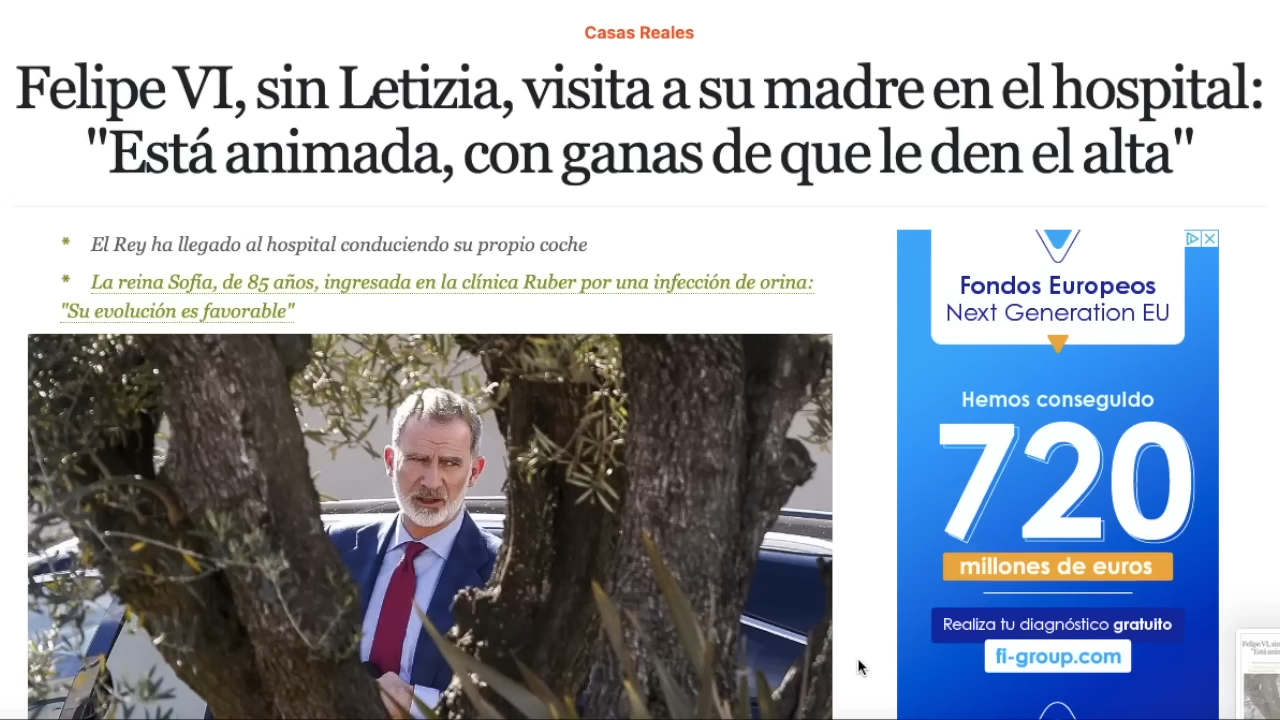 Casas Reales
Felipe VI, sin Letizia, visita a su madre en el hospital:
"Está animada, con ganas de que le den el alta"
* El Rey ha llegado al hospital conduciendo su propio coche
* La reina Sofía, de 85 años, ingresada en la clínica Ruber por una infección de orina:
"Su evolución es favorable"
Fondos Europeos
Next Generation EU
Hemos conseguido
720
millones de euros
Realiza tu diagnóstico gratuito
fi-group.com